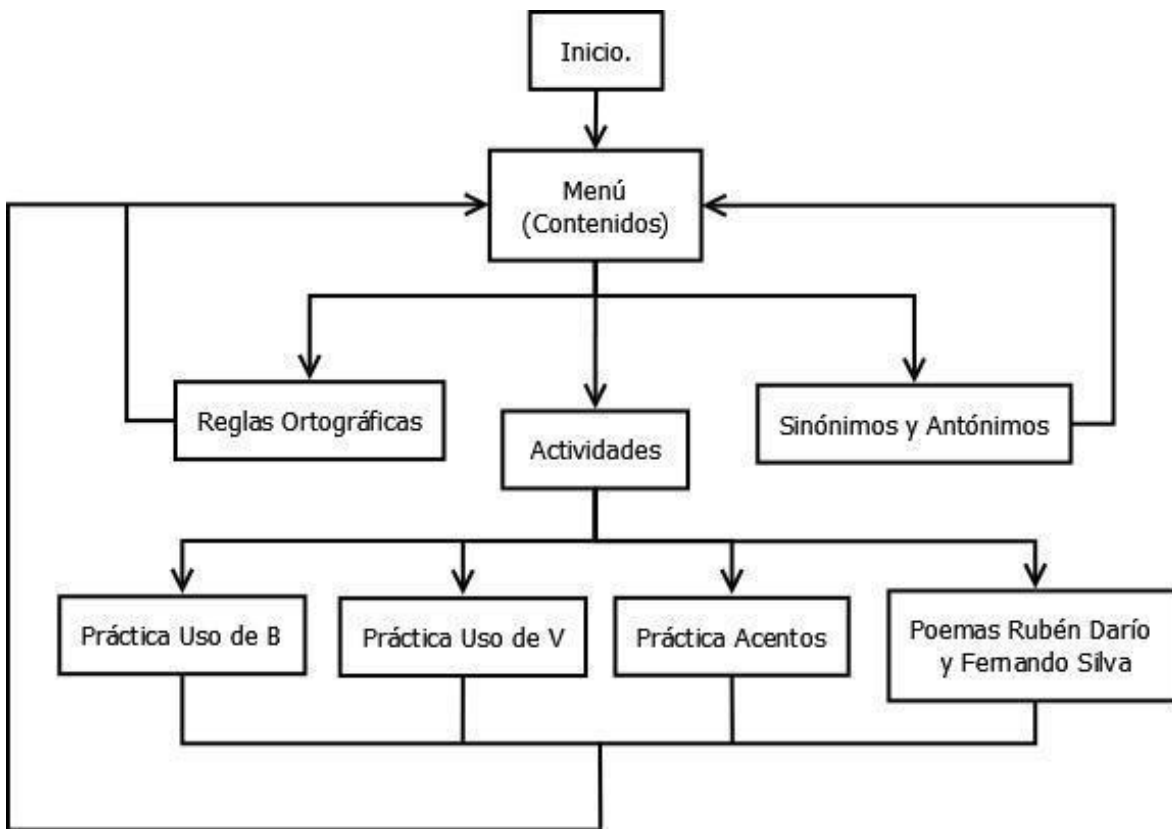 Inicio.
Menú
(Contenidos)
Reglas Ortográficas
Sinónimos y Antónimos
Actividades
Práctica Uso de B
Práctica Uso de V
Práctica Acentos
Poemas Rubén Darío
y Fernando Silva